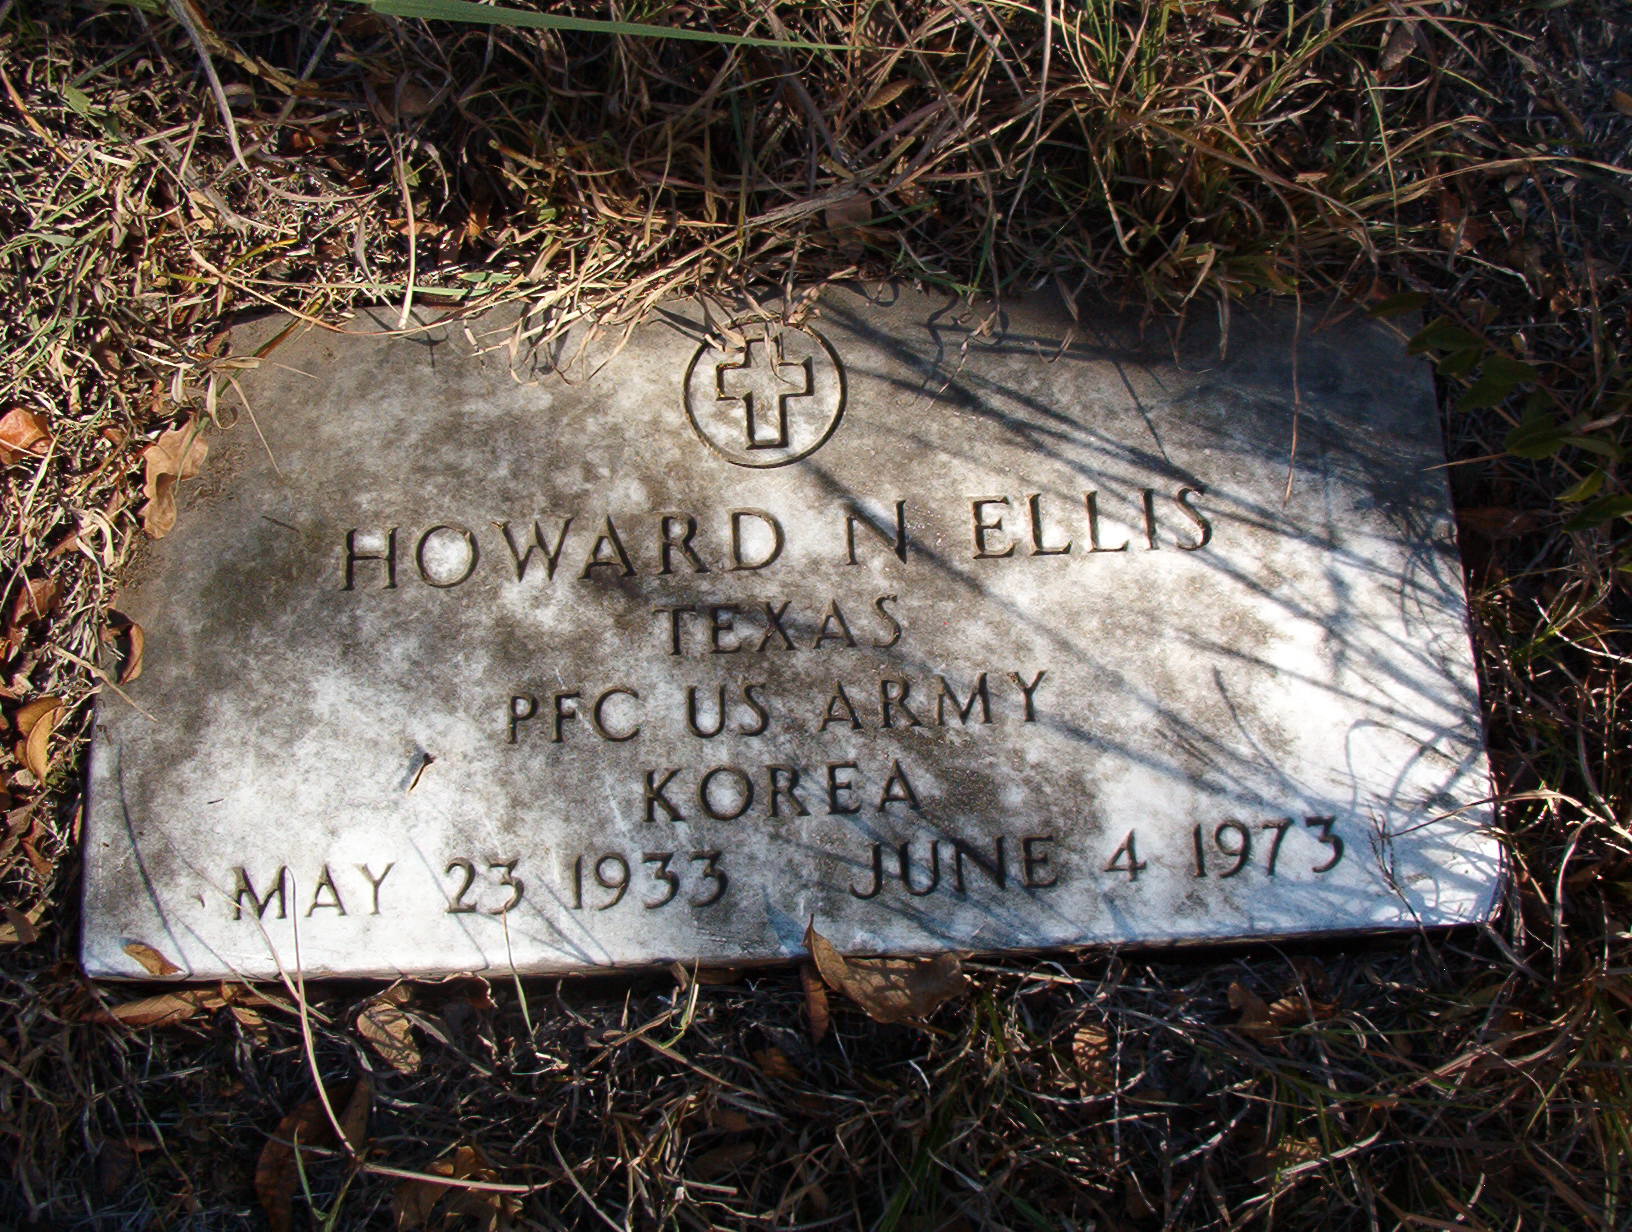 HOWARD N ELLIS
TEXAS
PFC US ARMY
KOREA
MAY 23 1933 JUNE 4 1973